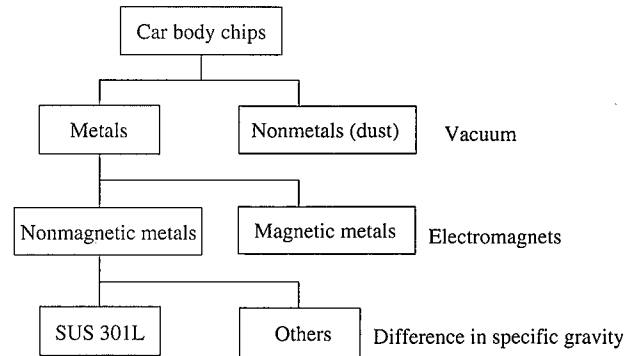 Car body chips
Metals
Nonmetals (dust)
Vacuum
Nonmagnetic metals
Magnetic metals
Electromagnets
SUS 301L
Others
Difference in specific gravity